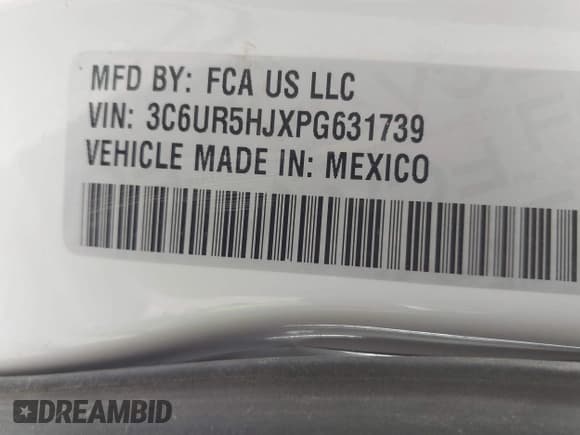 MFD BY: FCA US LLC
VIN: 3C6UR5HJXPG631739
VEHICLE MADE IN: MEXICO
DREAMBID